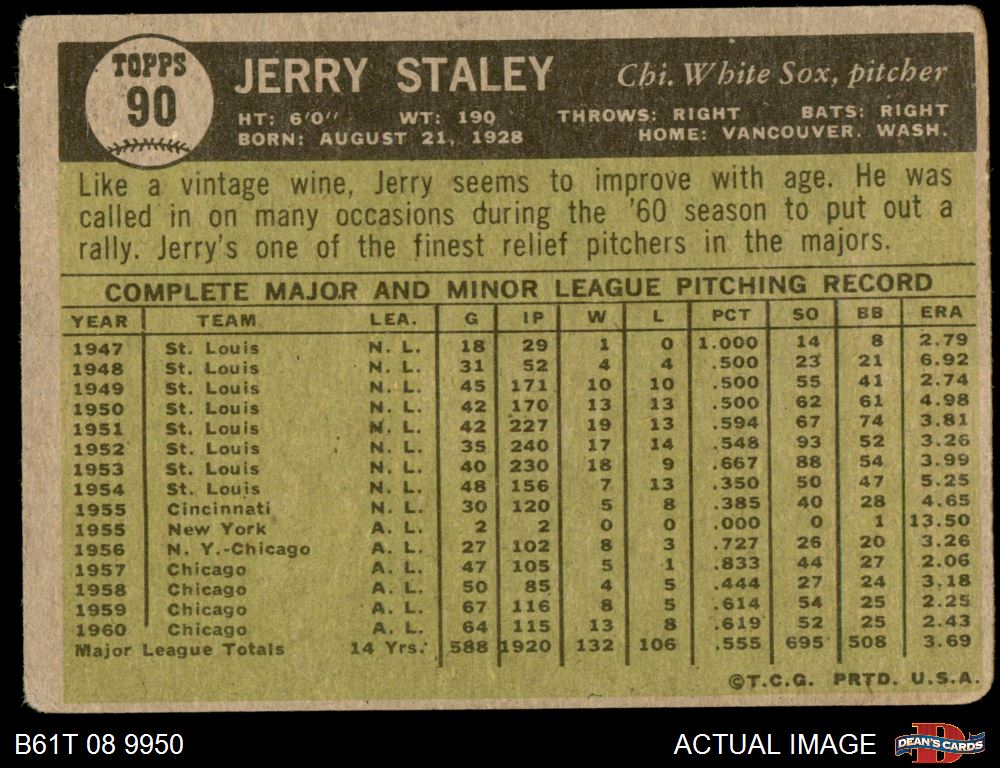 TOPPS
90
JERRY STALEY Chi. White Sox, pitcher
HT: 6'0" WT: 190 THROWS: RIGHT BATS: RIGHT
BORN: AUGUST 21, 1928 HOME: VANCOUVER. WASH.
Like a vintage wine, Jerry seems to improve with age. He was
called in on many occasions during the '60 season to put out a
rally. Jerry's one of the finest relief pitchers in the majors.
COMPLETE MAJOR AND MINOR LEAGUE PITCHING RECORD
YEAR TEAM LEA. G IP W L PCT SO BB ERA
1947 St. Louis N. L. 18 29 1 0 1.000 14 8 2.79
1948 St. Louis N. L. 31 52 4 4 .500 23 21 6.92
1949 St. Louis N. L. 45 171 10 10 .500 55 41 2.74
1950 St. Louis N. L. 42 170 13 13 .500 62 61 4.98
1951 St. Louis N. L. 42 227 19 13 .594 67 74 3.81
1952 St. Louis N. L. 35 240 17 14 .548 93 52 3.26
1953 St. Louis N. L. 40 230 18 9 .667 88 54 3.99
1954 St. Louis N. L. 48 156 7 13 .350 50 47 5.25
1955 Cincinnati N. L. 30 120 5 8 .385 40 28 4.65
1955 New York A. L. 2 2 0 0 .000 0 1 13.50
1956 N. Y.-Chicago A. L. 27 102 8 3 .727 26 20 3.26
1957 Chicago A. L. 47 105 5 1 .833 44 27 2.06
1958 Chicago A. L. 50 85 4 5 .444 27 24 3.18
1959 Chicago A. L. 67 116 8 5 .614 54 25 2.25
1960 Chicago A. L. 64 115 13 8 .619 52 25 2.43
Major League Totals 14 Yrs. 588 1920 132 106 .555 695 508 3.69
©T.C.G. PRTD. U.S.A.
B61T 08 9950 ACTUAL IMAGE D DEAN'S CARDS